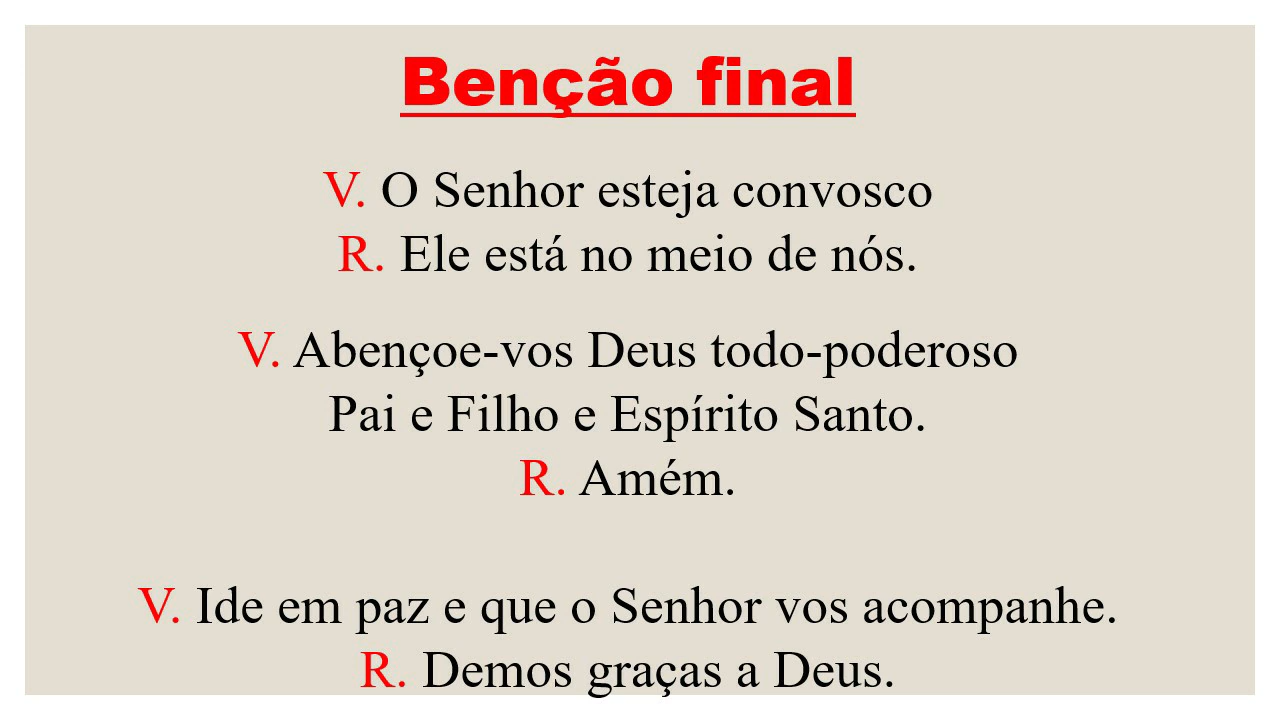 Benção final
V. O Senhor esteja convosco
R. Ele está no meio de nós.
V. Abençoe-vos Deus todo-poderoso
Pai e Filho e Espírito Santo.
R. Amém.
V. Ide em paz e que o Senhor vos acompanhe.
R. Demos graças a Deus.